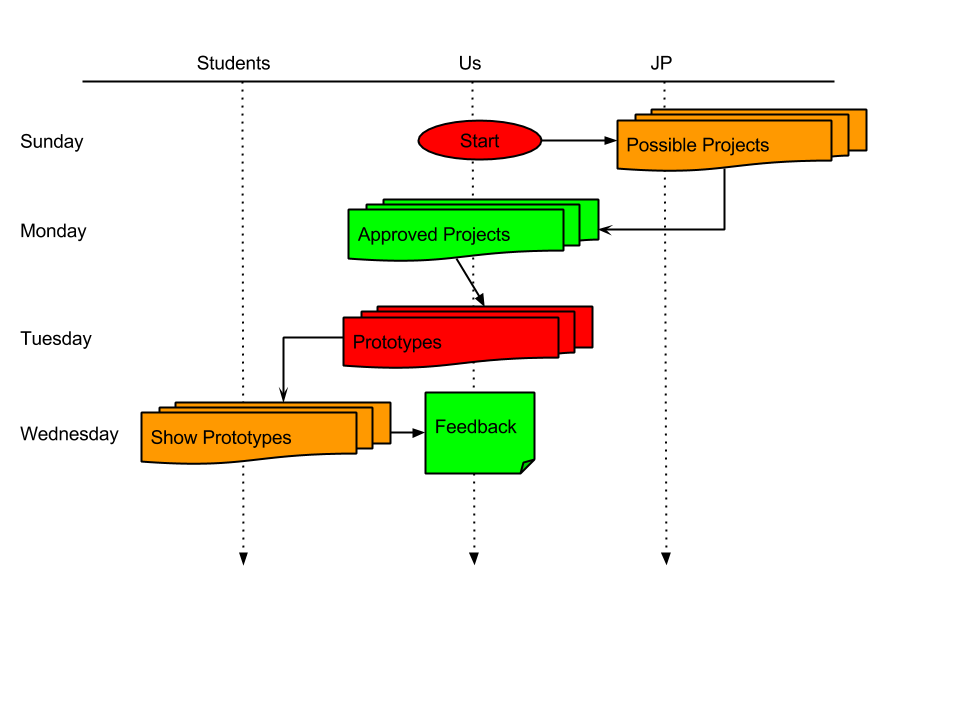 Students Us JP
Sunday Start Possible Projects
Monday Approved Projects
Tuesday Prototypes
Wednesday Show Prototypes Feedback